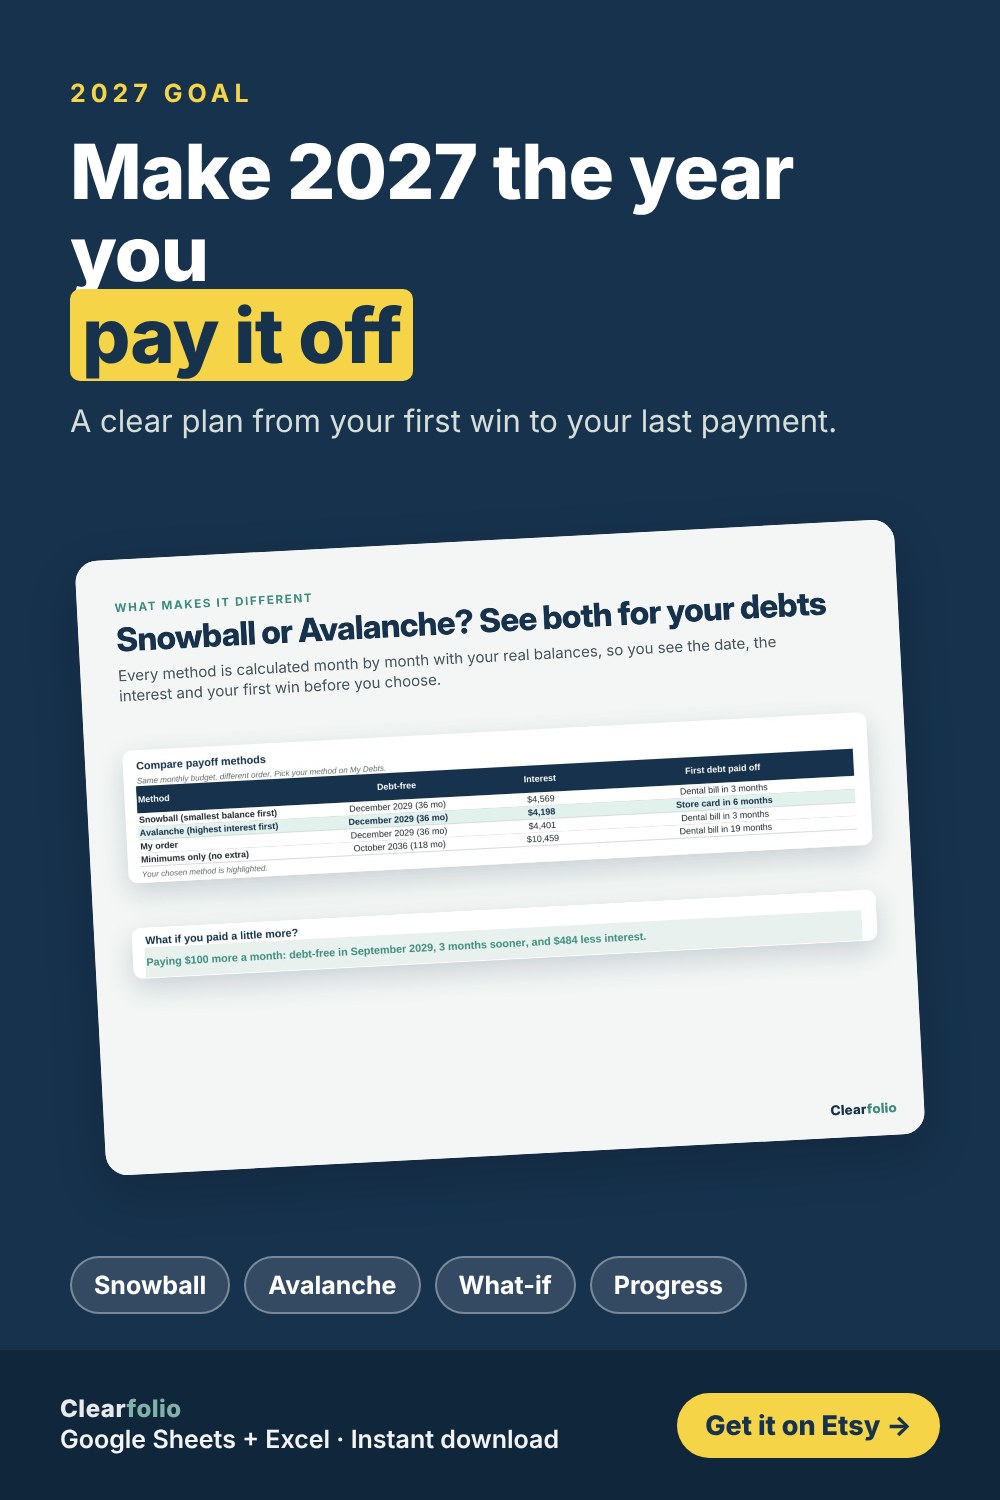 2027 GOAL
Make 2027 the year
you
pay it off
A clear plan from your first win to your last payment.
WHAT MAKES IT DIFFERENT
Snowball or Avalanche? See both for your debts
Every method is calculated month by month with your real balances, so you see the date, the
interest and your first win before you choose.
Compare payoff methods
Same monthly budget, different order. Pick your method on My Debts.
Method Debt-free Interest First debt paid off
Snowball (smallest balance first) December 2029 (36 mo) $4,569 Dental bill in 3 months
Avalanche (highest interest first) December 2029 (36 mo) $4,198 Store card in 6 months
My order December 2029 (36 mo) $4,401 Dental bill in 3 months
Minimums only (no extra) October 2036 (118 mo) $10,459 Dental bill in 19 months
Your chosen method is highlighted.
What if you paid a little more?
Paying $100 more a month: debt-free in September 2029, 3 months sooner, and $484 less interest.
Clearfolio
Snowball Avalanche What-if Progress
Clearfolio
Google Sheets + Excel · Instant download
Get it on Etsy →